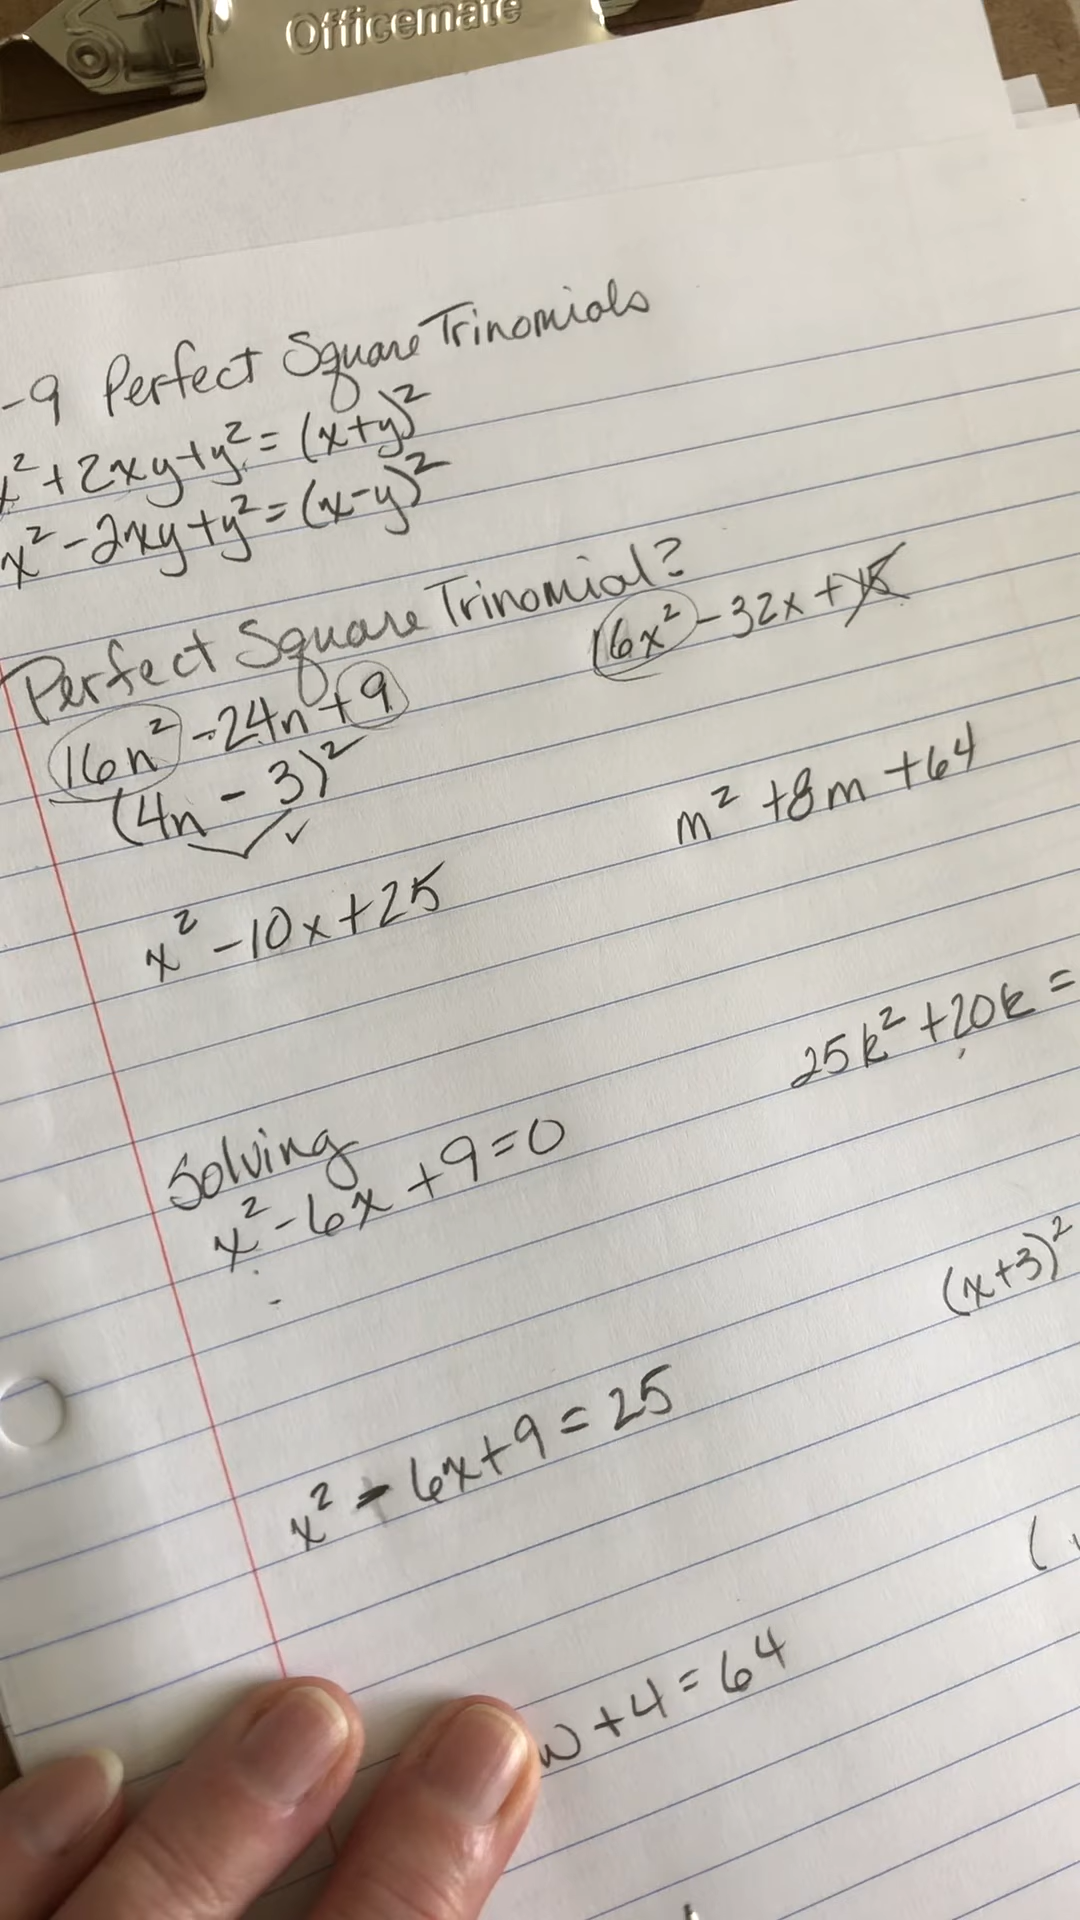 Officemate
-9 Perfect Square Trinomials
x² + 2xy + y² = (x+y)²
x² - 2xy + y² = (x-y)²
Perfect Square Trinomial?
16n² - 24n + 9
16x² - 32x + 15
(4n - 3)²
m² + 8m + 64
x² - 10x + 25
25k² + 20k =
Solving
x² - 6x + 9 = 0
(x+3)²
x² - 6x + 9 = 25
(
w + 4 = 64